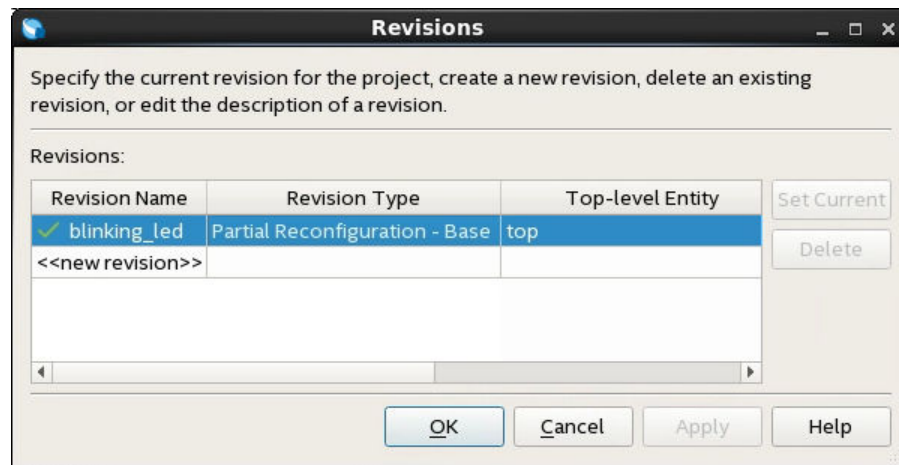 Revisions
Specify the current revision for the project, create a new revision, delete an existing
revision, or edit the description of a revision.
Revisions:
Revision Name Revision Type Top-level Entity
blinking_led Partial Reconfiguration - Base top
<<new revision>>
Set Current
Delete
OK Cancel Apply Help